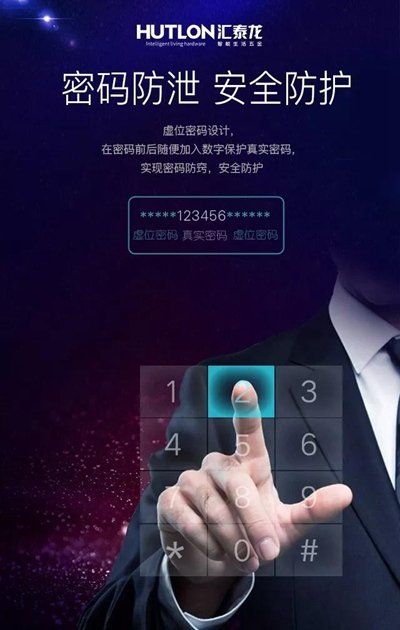 HUTLON汇泰龙
Intelligent living hardware 智能生活五金
密码防泄 安全防护
虚位密码设计，
在密码前后随便加入数字保护真实密码，
实现密码防窍，安全防护
*****123456******
虚位密码 真实密码 虚位密码
1 2 3
4 5 6
7 8 9
* 0 #